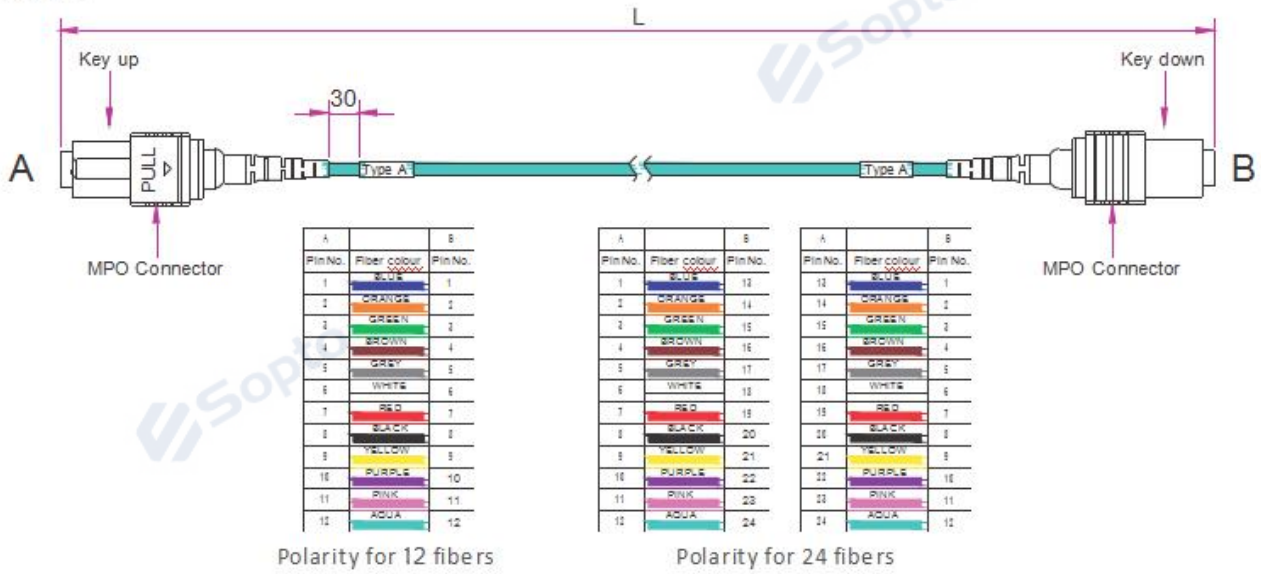 L
Key up
Key down
30
A
PULL
Type A
Type A
B
MPO Connector
MPO Connector
Sopto
Sopto
A B
Pin No. Fiber colour Pin No.
1 BLUE 1
2 ORANGE 2
3 GREEN 3
4 BROWN 4
5 GREY 5
6 WHITE 6
7 RED 7
8 BLACK 8
9 YELLOW 9
10 PURPLE 10
11 PINK 11
12 AQUA 12
Polarity for 12 fibers
A B
Pin No. Fiber colour Pin No.
1 BLUE 13
2 ORANGE 14
3 GREEN 15
4 BROWN 16
5 GREY 17
6 WHITE 18
7 RED 19
8 BLACK 20
9 YELLOW 21
10 PURPLE 22
11 PINK 23
12 AQUA 24
A B
Pin No. Fiber colour Pin No.
13 BLUE 1
14 ORANGE 2
15 GREEN 3
16 BROWN 4
17 GREY 5
18 WHITE 6
19 RED 7
20 BLACK 8
21 YELLOW 9
22 PURPLE 10
23 PINK 11
24 AQUA 12
Polarity for 24 fibers